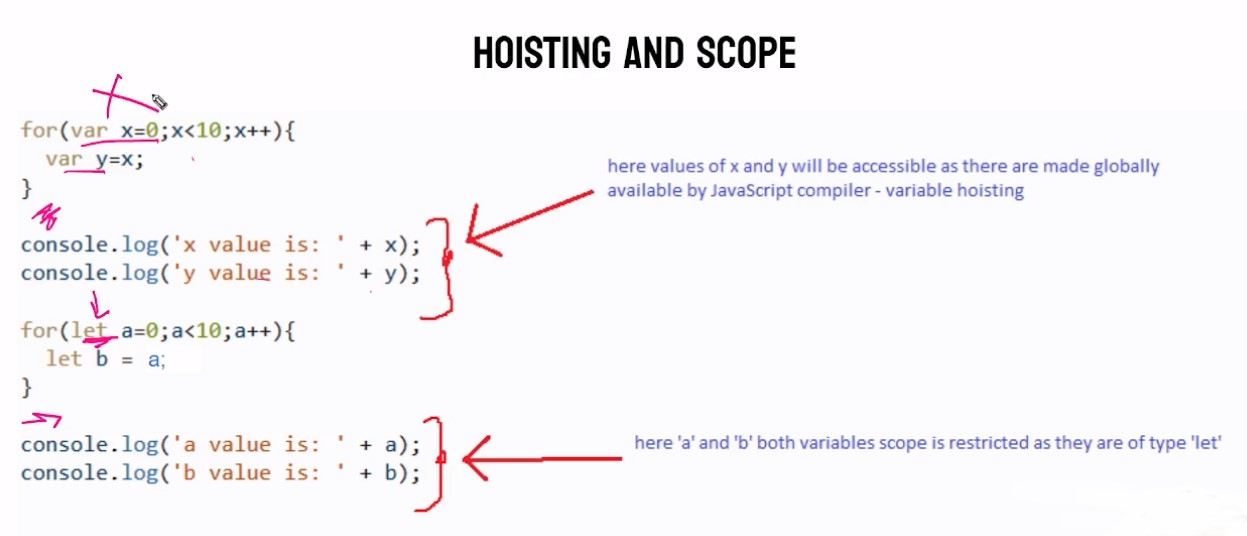 HOISTING AND SCOPE
for(var x=0;x<10;x++){
var y=x;
}
here values of x and y will be accessible as there are made globally
available by JavaScript compiler - variable hoisting
console.log('x value is: ' + x);
console.log('y value is: ' + y);
for(let a=0;a<10;a++){
let b = a;
}
console.log('a value is: ' + a);
console.log('b value is: ' + b);
here 'a' and 'b' both variables scope is restricted as they are of type 'let'